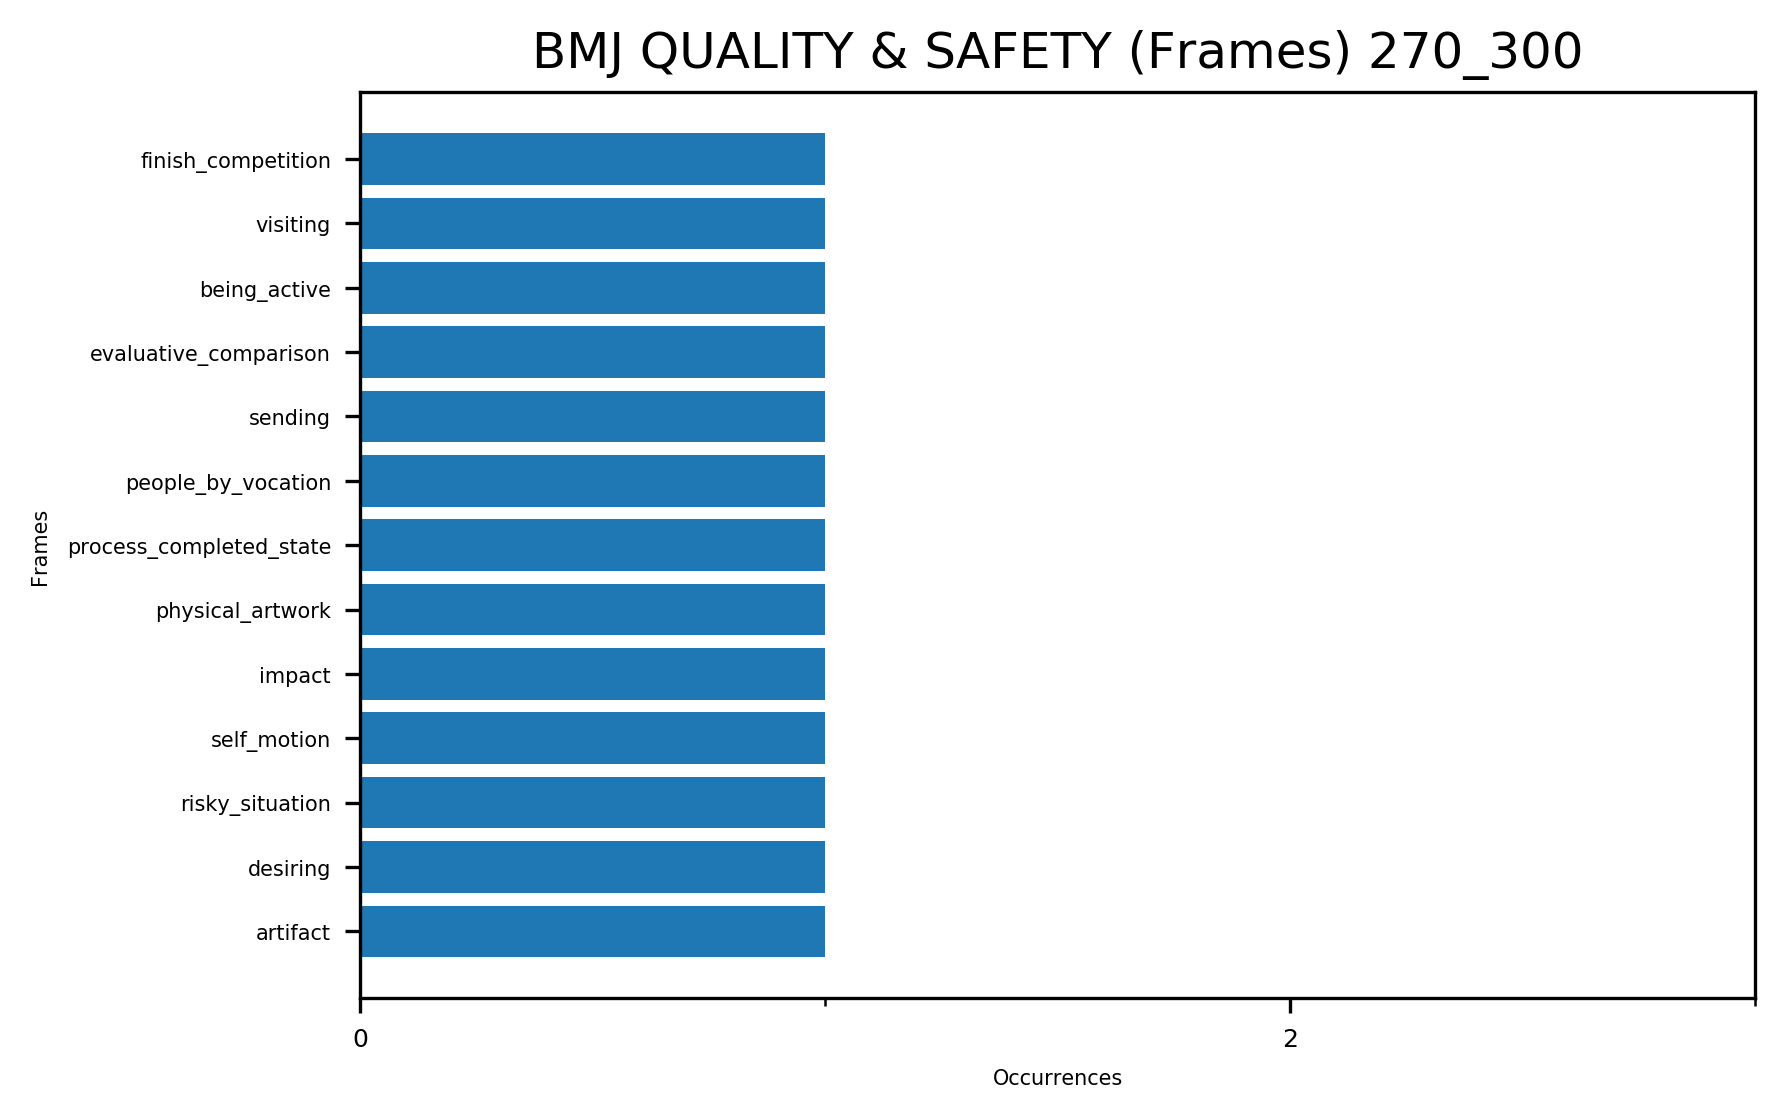 BMJ QUALITY & SAFETY (Frames) 270_300
finish_competition
visiting
being_active
evaluative_comparison
sending
people_by_vocation
process_completed_state
physical_artwork
impact
self_motion
risky_situation
desiring
artifact
Frames
0
2
Occurrences